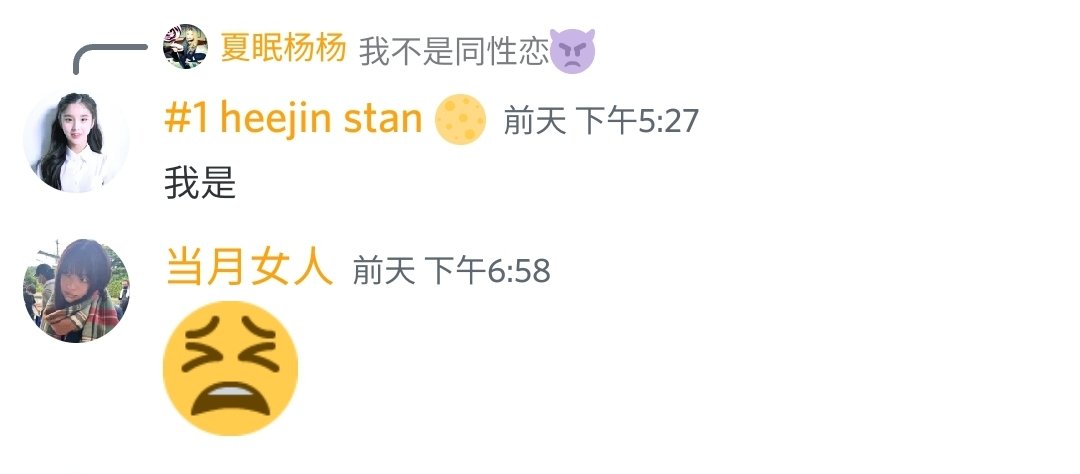 夏眠杨杨 我不是同性恋👿
#1 heejin stan 🌕 前天 下午5:27
我是
当月女人 前天 下午6:58
😫